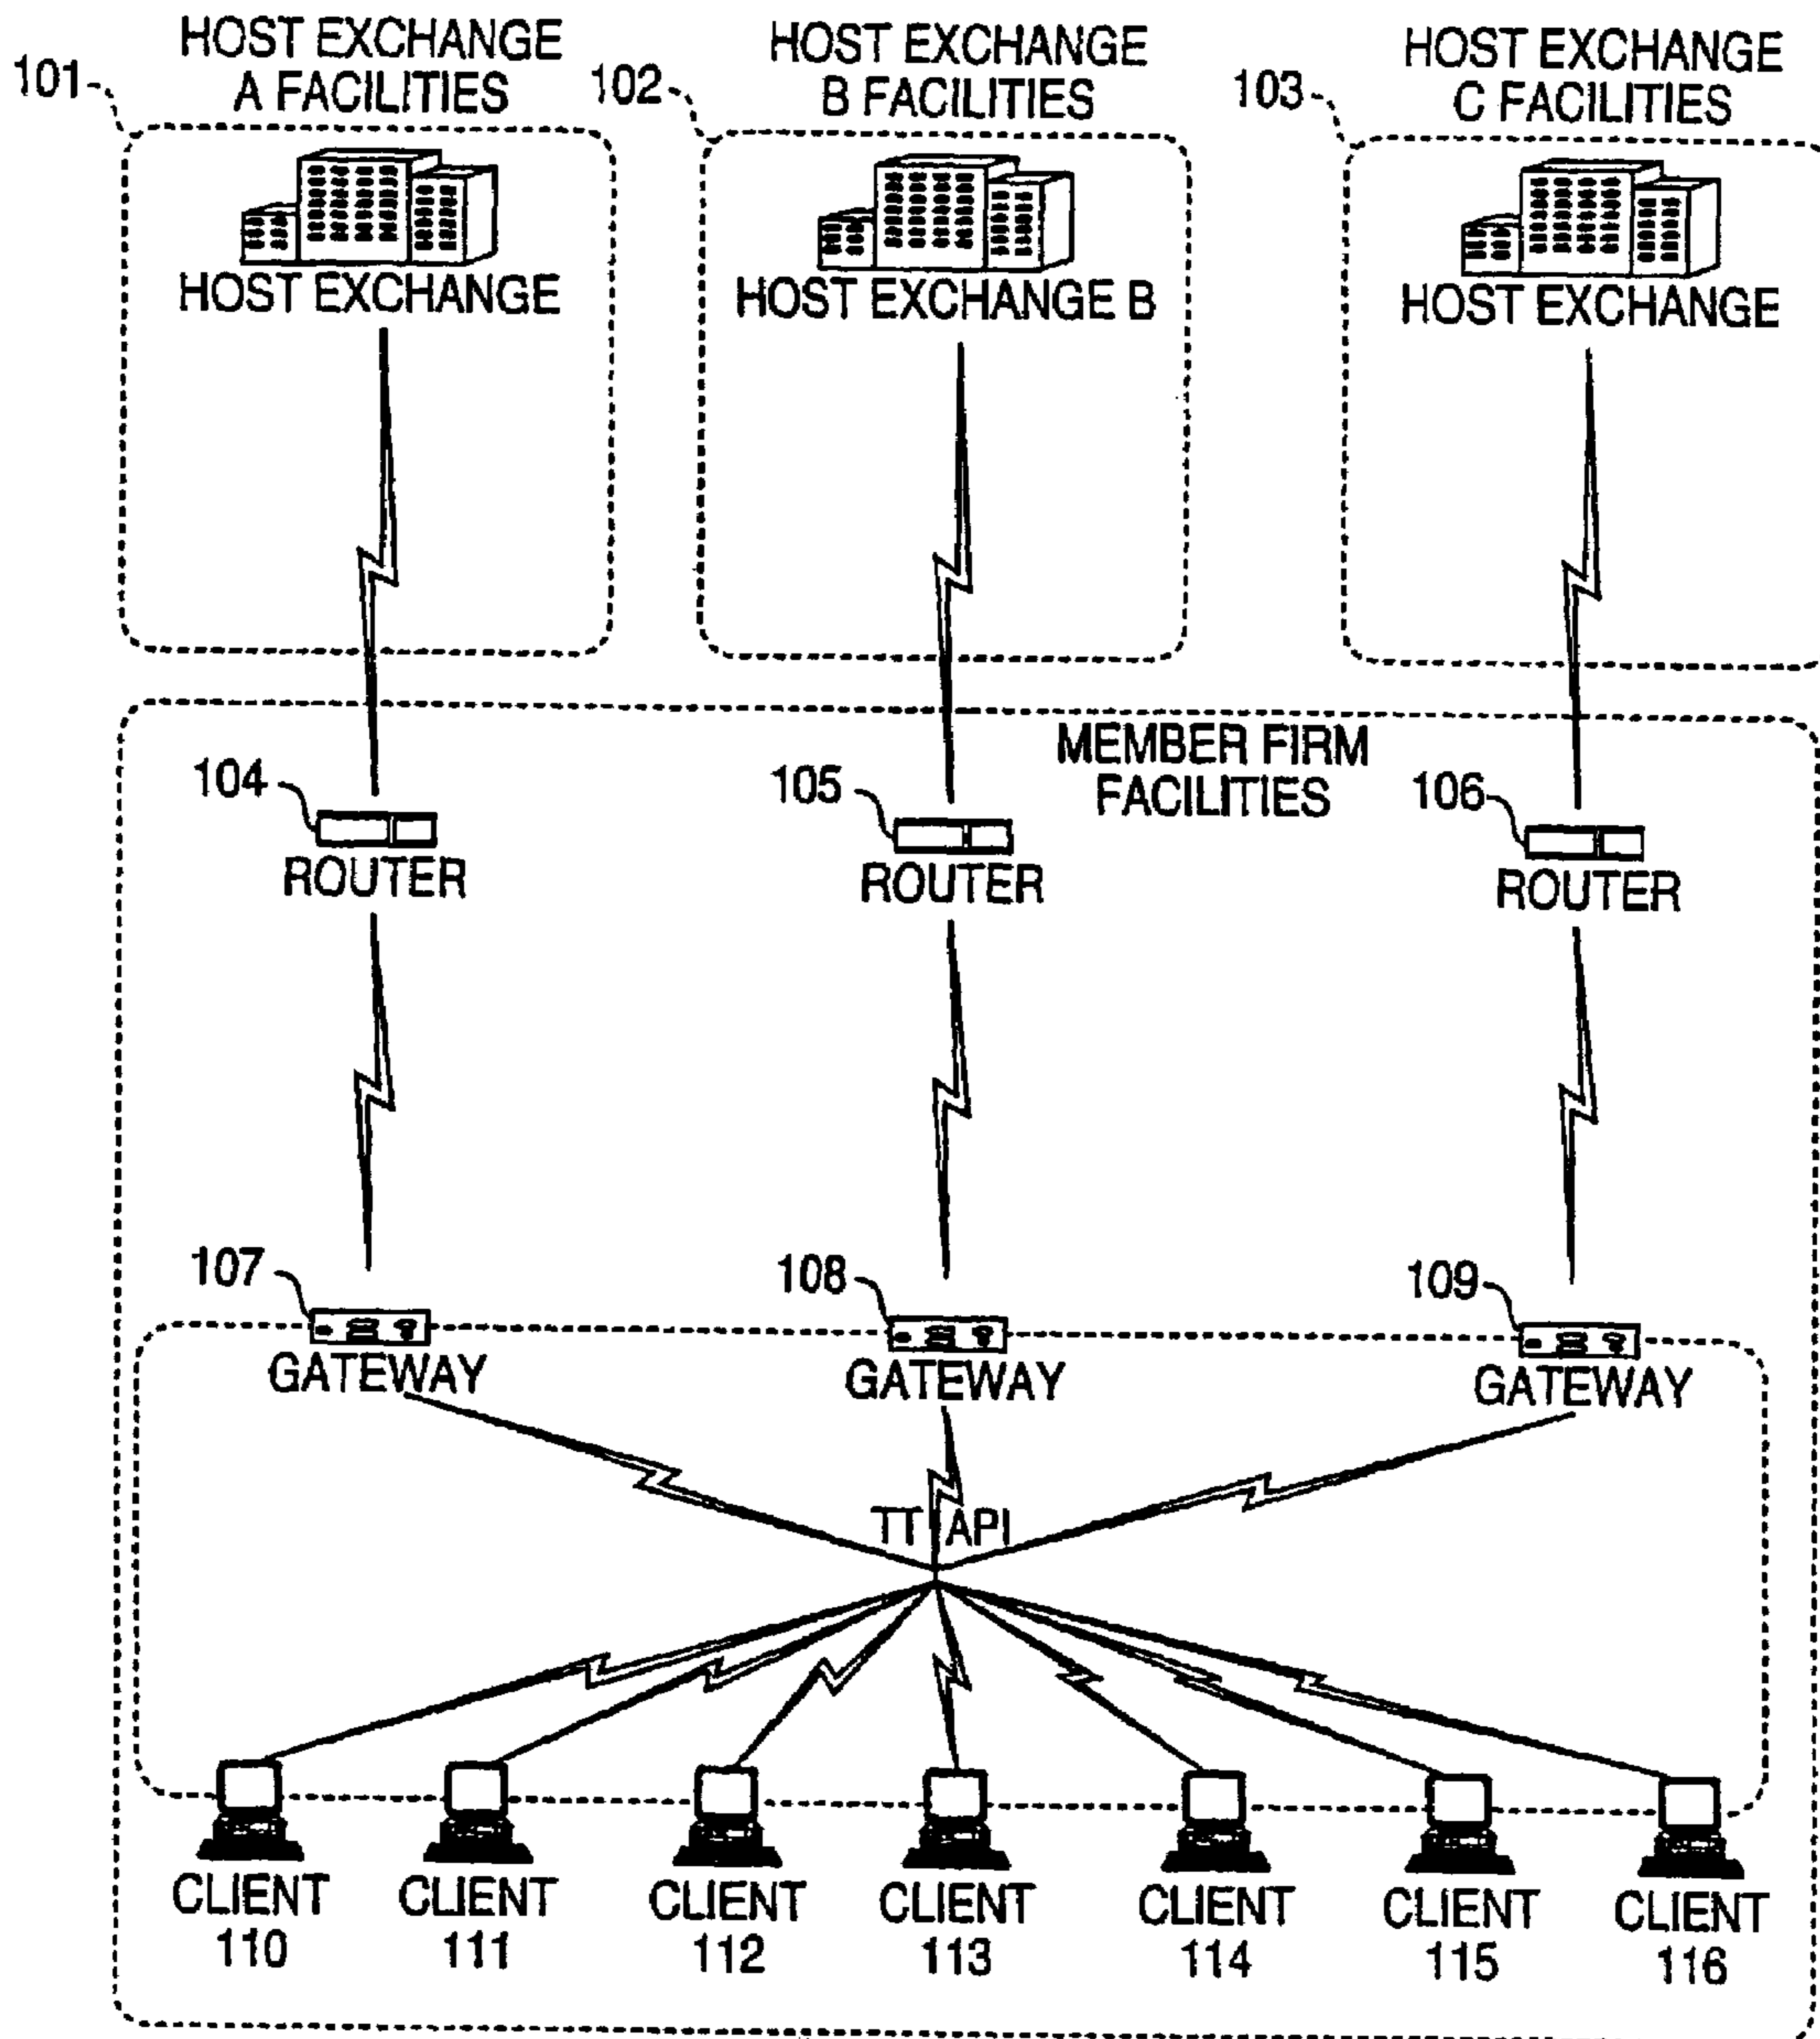 HOST EXCHANGE
A FACILITIES
101
HOST EXCHANGE
B FACILITIES
102
HOST EXCHANGE
C FACILITIES
103
HOST EXCHANGE
HOST EXCHANGE B
HOST EXCHANGE
MEMBER FIRM
FACILITIES
104
ROUTER
105
ROUTER
106
ROUTER
107
GATEWAY
108
GATEWAY
109
GATEWAY
TT API
CLIENT
110
CLIENT
111
CLIENT
112
CLIENT
113
CLIENT
114
CLIENT
115
CLIENT
116